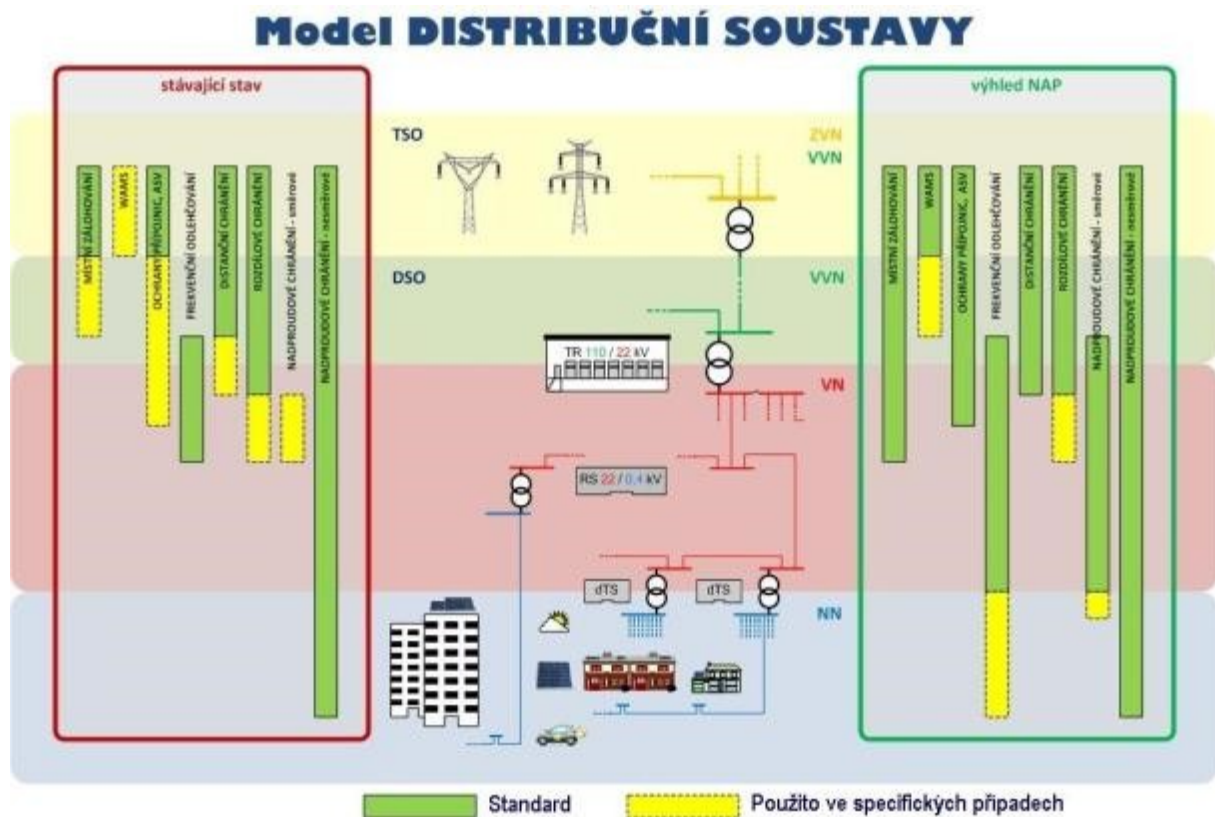 Model DISTRIBUČNÍ SOUSTAVY
stávající stav
MÍSTNÍ ZÁLOHOVÁNÍ
WAMS
OCHRANY PŘÍPOJNIC, ASV
FREKVENČNÍ ODLEHČOVÁNÍ
DISTANČNÍ CHRÁNĚNÍ
ROZDÍLOVÉ CHRÁNĚNÍ
NADPROUDOVÉ CHRÁNĚNÍ - směrové
NADPROUDOVÉ CHRÁNĚNÍ - nesměrové
TSO
ZVN
VVN
DSO
VVN
TR 110 / 22 kV
VN
RS 22 / 0,4 kV
dTS
dTS
NN
výhled NAP
MÍSTNÍ ZÁLOHOVÁNÍ
WAMS
OCHRANY PŘÍPOJNIC, ASV
FREKVENČNÍ ODLEHČOVÁNÍ
DISTANČNÍ CHRÁNĚNÍ
ROZDÍLOVÉ CHRÁNĚNÍ
NADPROUDOVÉ CHRÁNĚNÍ - směrové
NADPROUDOVÉ CHRÁNĚNÍ - nesměrové
Standard
Použito ve specifických případech